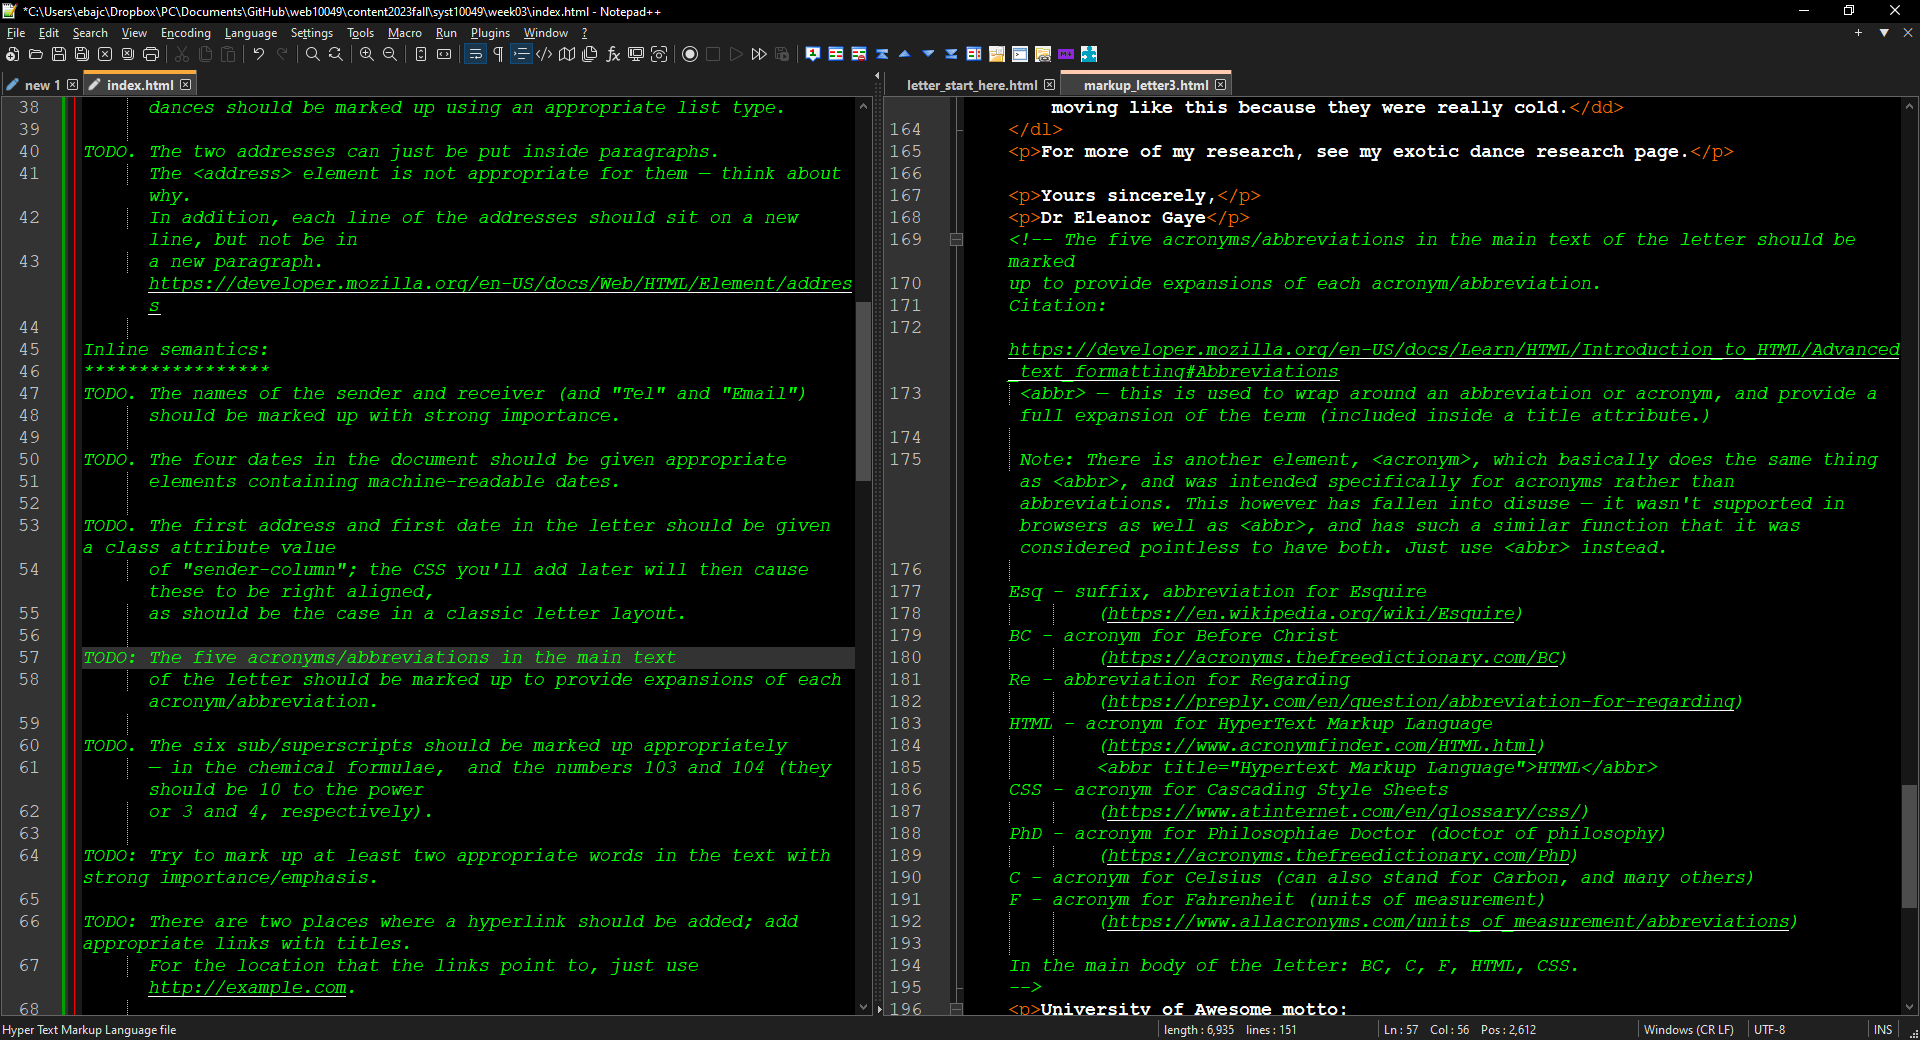 *C:\Users\ebajc\Dropbox\PC\Documents\GitHub\web10049\content2023fall\syst10049\week03\index.html - Notepad++
File Edit Search View Encoding Language Settings Tools Macro Run Plugins Window ?
new 1 index.html
38 dances should be marked up using an appropriate list type.
39
40 TODO. The two addresses can just be put inside paragraphs.
41 The <address> element is not appropriate for them — think about
why.
42 In addition, each line of the addresses should sit on a new
line, but not be in
43 a new paragraph.
https://developer.mozilla.org/en-US/docs/Web/HTML/Element/addres
s
44
45 Inline semantics:
46 *****************
47 TODO. The names of the sender and receiver (and "Tel" and "Email")
48 should be marked up with strong importance.
49
50 TODO. The four dates in the document should be given appropriate
51 elements containing machine-readable dates.
52
53 TODO. The first address and first date in the letter should be given
a class attribute value
54 of "sender-column"; the CSS you'll add later will then cause
these to be right aligned,
55 as should be the case in a classic letter layout.
56
57 TODO: The five acronyms/abbreviations in the main text
58 of the letter should be marked up to provide expansions of each
acronym/abbreviation.
59
60 TODO. The six sub/superscripts should be marked up appropriately
61 — in the chemical formulae,  and the numbers 103 and 104 (they
should be 10 to the power
62 or 3 and 4, respectively).
63
64 TODO: Try to mark up at least two appropriate words in the text with
strong importance/emphasis.
65
66 TODO: There are two places where a hyperlink should be added; add
appropriate links with titles.
67 For the location that the links point to, just use
http://example.com.
68
letter_start_here.html markup_letter3.html
moving like this because they were really cold.</dd>
164 </dl>
165 <p>For more of my research, see my exotic dance research page.</p>
166
167 <p>Yours sincerely,</p>
168 <p>Dr Eleanor Gaye</p>
169 <!-- The five acronyms/abbreviations in the main text of the letter should be
marked
170 up to provide expansions of each acronym/abbreviation.
171 Citation:
172
https://developer.mozilla.org/en-US/docs/Learn/HTML/Introduction_to_HTML/Advanced
_text_formatting#Abbreviations
173 <abbr> — this is used to wrap around an abbreviation or acronym, and provide a
full expansion of the term (included inside a title attribute.)
174
175 Note: There is another element, <acronym>, which basically does the same thing
as <abbr>, and was intended specifically for acronyms rather than
abbreviations. This however has fallen into disuse — it wasn't supported in
browsers as well as <abbr>, and has such a similar function that it was
considered pointless to have both. Just use <abbr> instead.
176
177 Esq - suffix, abbreviation for Esquire
178 (https://en.wikipedia.org/wiki/Esquire)
179 BC - acronym for Before Christ
180 (https://acronyms.thefreedictionary.com/BC)
181 Re - abbreviation for Regarding
182 (https://preply.com/en/question/abbreviation-for-regarding)
183 HTML - acronym for HyperText Markup Language
184 (https://www.acronymfinder.com/HTML.html)
185 <abbr title="Hypertext Markup Language">HTML</abbr>
186 CSS - acronym for Cascading Style Sheets
187 (https://www.atinternet.com/en/glossary/css/)
188 PhD - acronym for Philosophiae Doctor (doctor of philosophy)
189 (https://acronyms.thefreedictionary.com/PhD)
190 C - acronym for Celsius (can also stand for Carbon, and many others)
191 F - acronym for Fahrenheit (units of measurement)
192 (https://www.allacronyms.com/units_of_measurement/abbreviations)
193
194 In the main body of the letter: BC, C, F, HTML, CSS.
195 -->
196 <p>University of Awesome motto:
Hyper Text Markup Language file length : 6,935 lines : 151 Ln : 57 Col : 56 Pos : 2,612 Windows (CR LF) UTF-8 INS